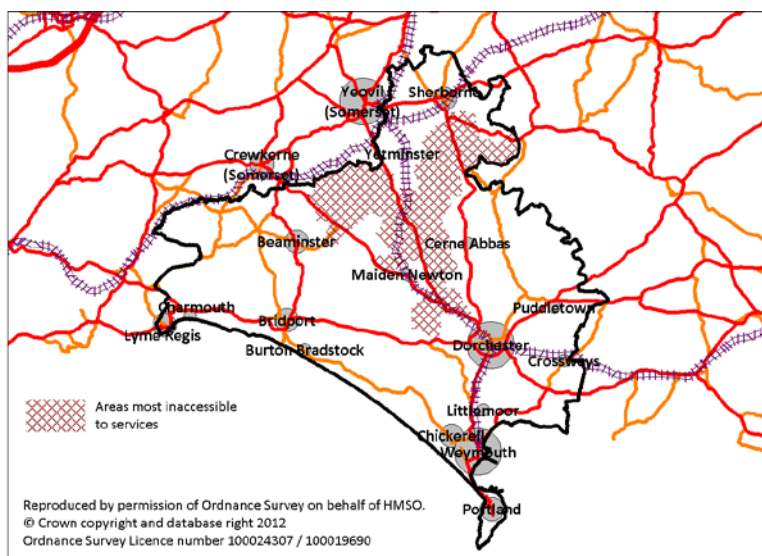 Yeovil
(Somerset)
Sherborne
Yetminster
Crewkerne
(Somerset)
Beaminster
Cerne Abbas
Maiden Newton
Charmouth
Bridport
Puddletown
Lyme Regis
Burton Bradstock
Dorchester
Crossways
Areas most inaccessible
to services
Littlemoor
Chickerell
Weymouth
Portland
Reproduced by permission of Ordnance Survey on behalf of HMSO.
© Crown copyright and database right 2012
Ordnance Survey Licence number 100024307 / 100019690